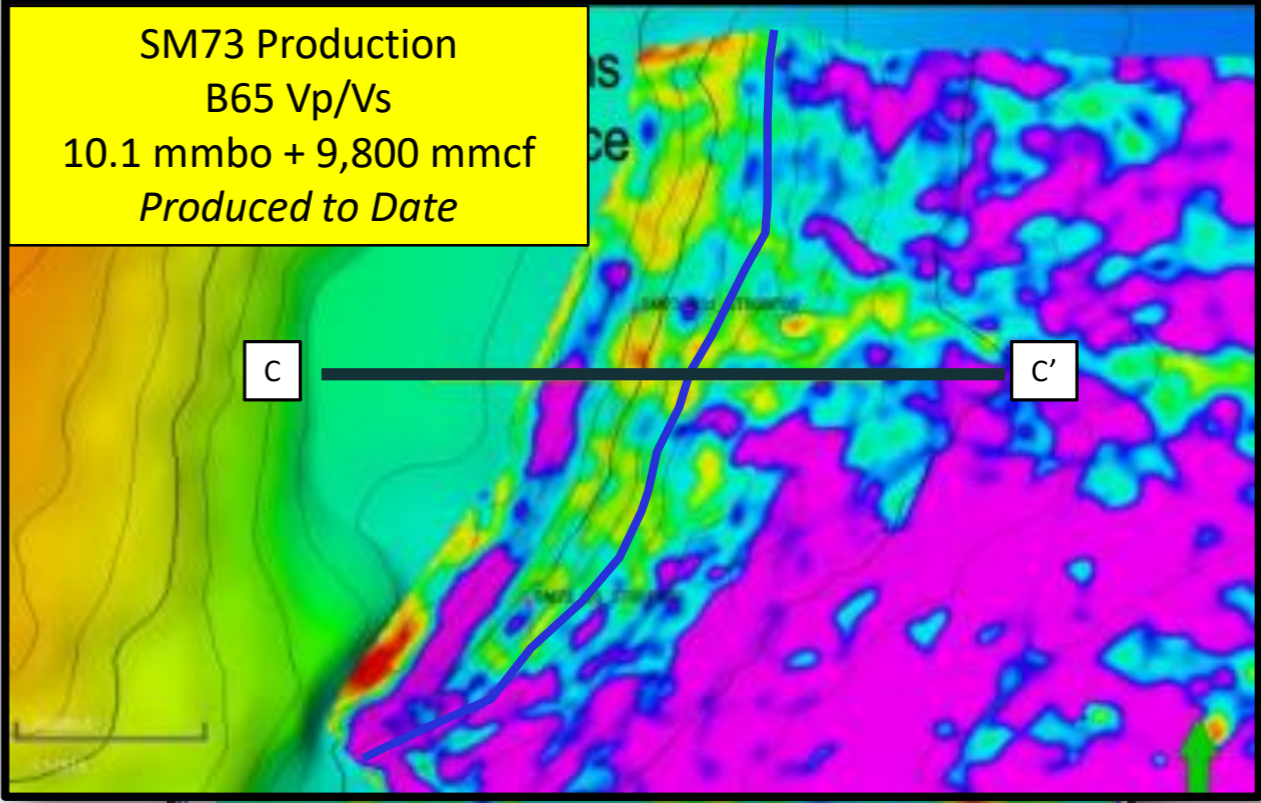 SM73 Production
B65 Vp/Vs
10.1 mmbo + 9,800 mmcf
Produced to Date
C
C’